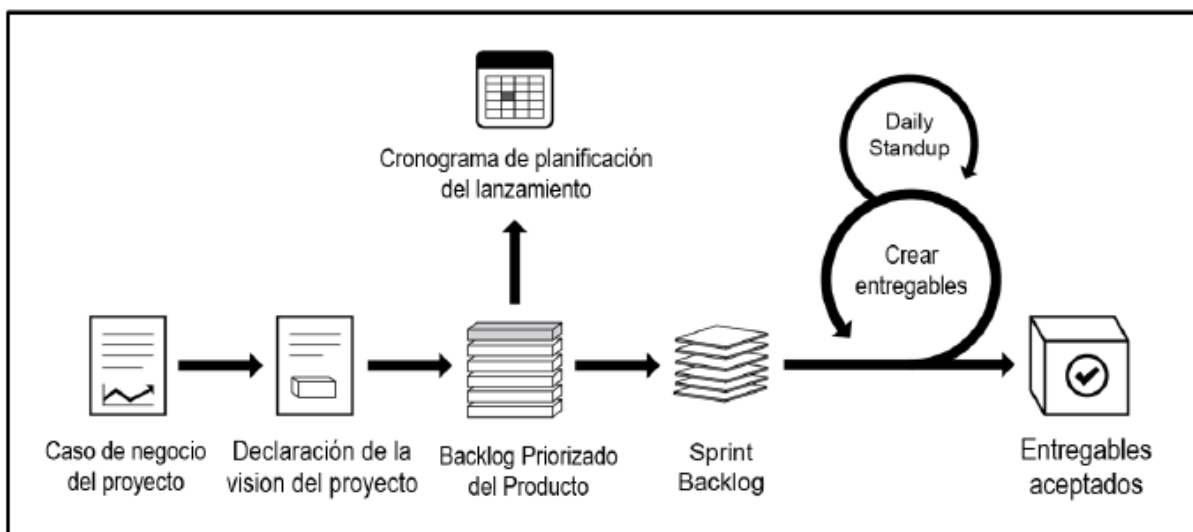 Cronograma de planificación
del lanzamiento
Daily
Standup
Crear
entregables
Caso de negocio
del proyecto
Declaración de la
vision del proyecto
Backlog Priorizado
del Producto
Sprint
Backlog
Entregables
aceptados